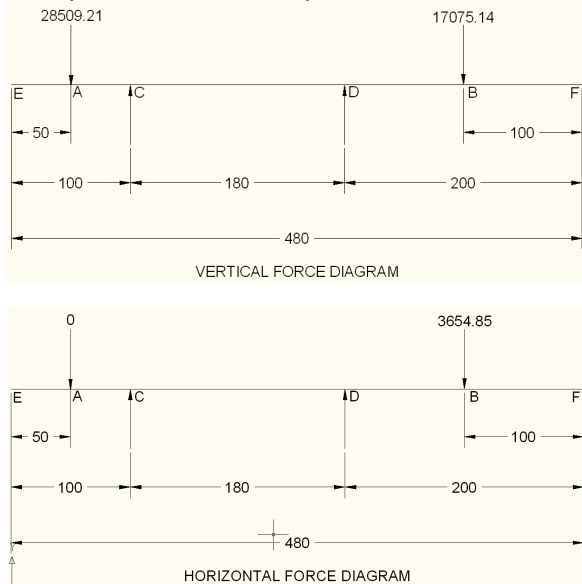 28509.21 17075.14
E A C D B F
50 100
100 180 200
480
VERTICAL FORCE DIAGRAM
0 3654.85
E A C D B F
50 100
100 180 200
480
HORIZONTAL FORCE DIAGRAM